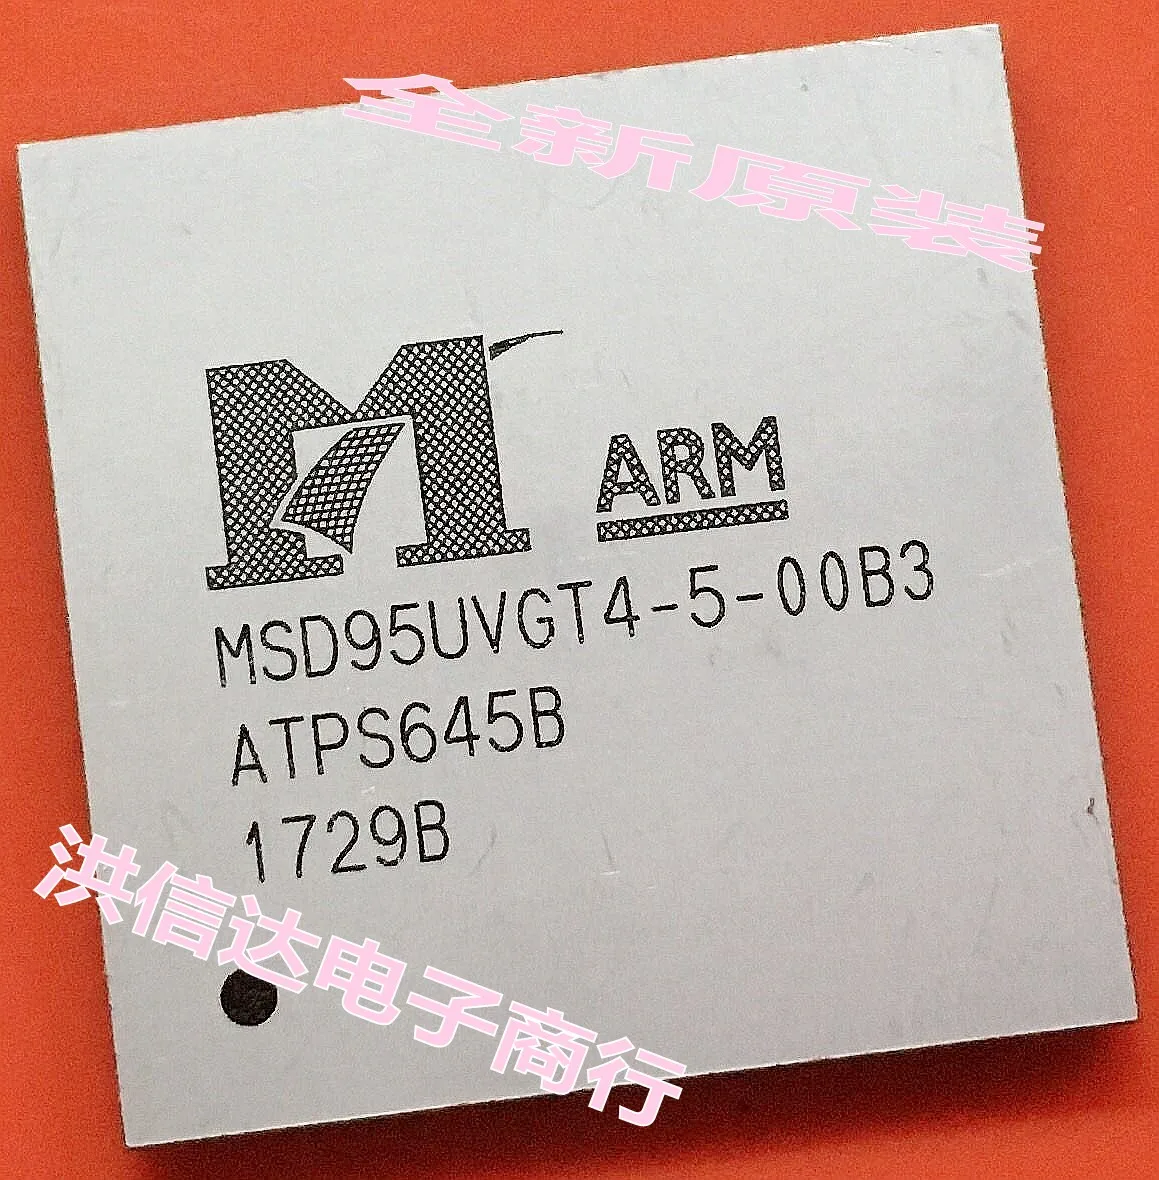 全新原装
ARM
MSD95UVGT4-5-00B3
ATPS645B
1729B
洪信达电子商行